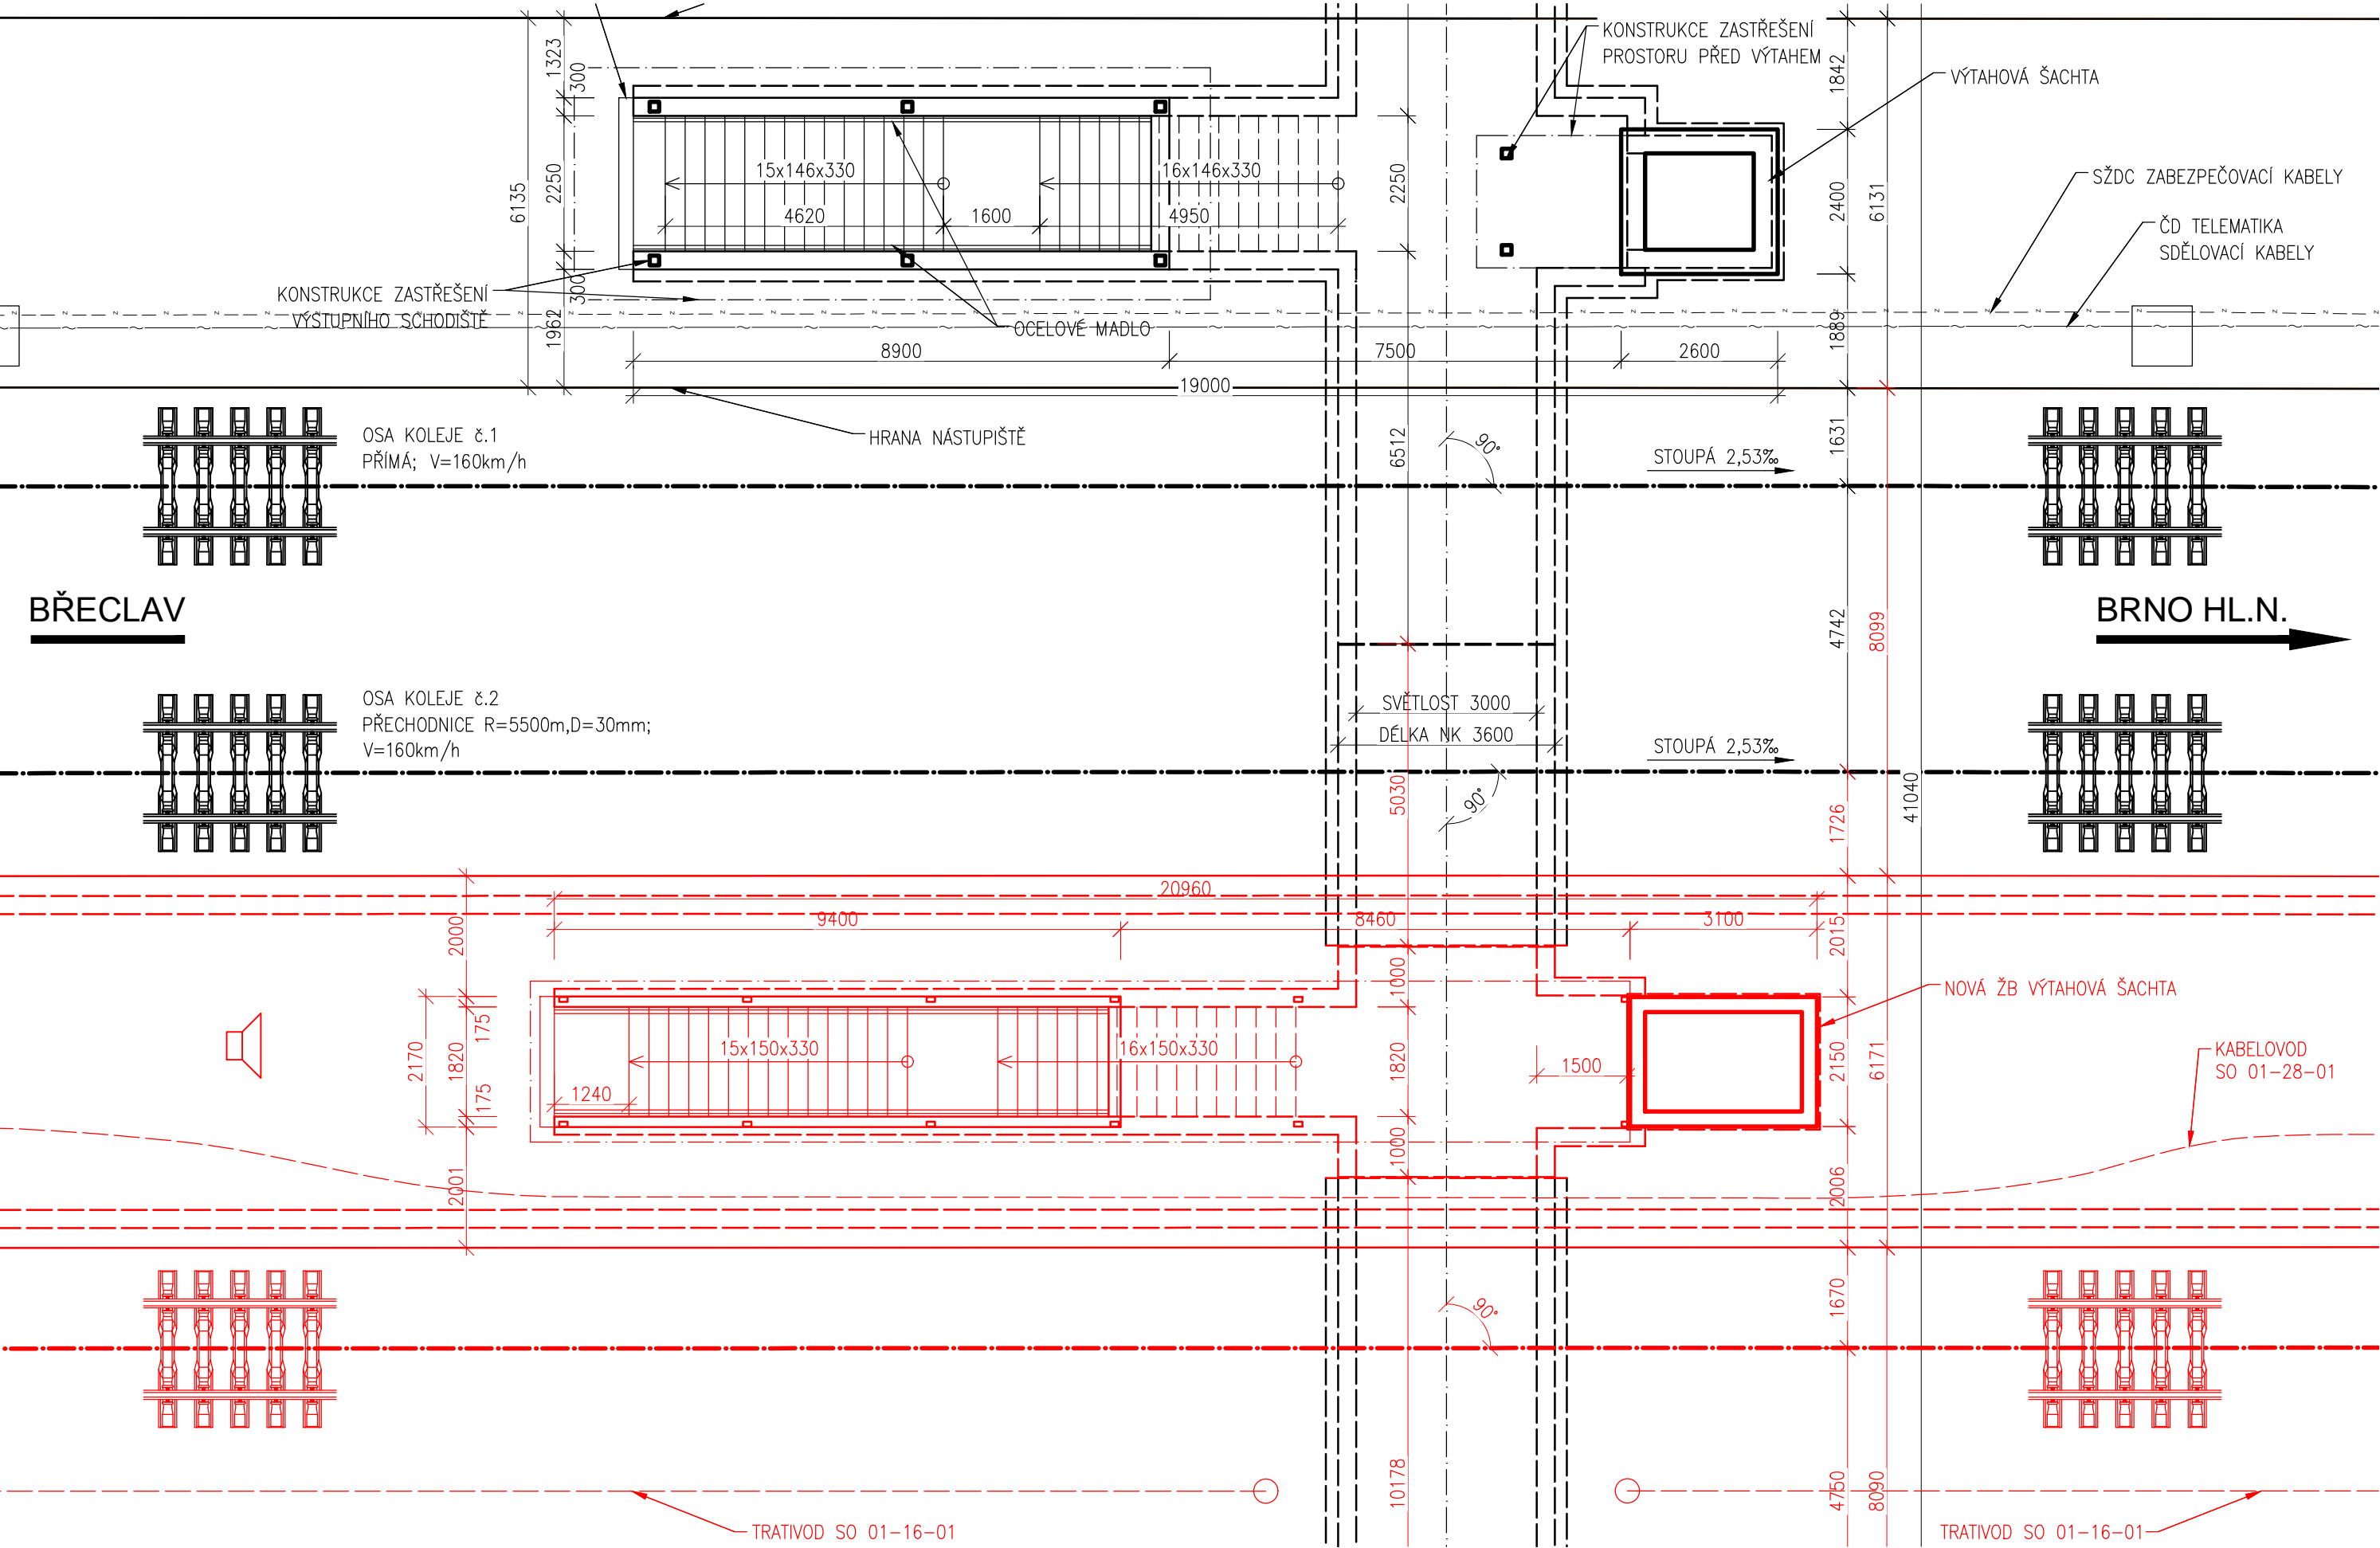 KONSTRUKCE ZASTŘEŠENÍ
PROSTORU PŘED VÝTAHEM
VÝTAHOVÁ ŠACHTA
1323
300
1842
15x146x330
16x146x330
6135
2250
2250
2400
6131
4620
1600
4950
SŽDC ZABEZPEČOVACÍ KABELY
ČD TELEMATIKA
SDĚLOVACÍ KABELY
KONSTRUKCE ZASTŘEŠENÍ
VÝSTUPNÍHO SCHODIŠTĚ
300
1962
OCELOVÉ MADLO
1889
8900
7500
2600
19000
HRANA NÁSTUPIŠTĚ
OSA KOLEJE č.1
PŘÍMÁ; V=160km/h
6512
90°
STOUPÁ 2,53‰
1631
BŘECLAV
BRNO HL.N.
4742
8099
OSA KOLEJE č.2
PŘECHODNICE R=5500m,D=30mm;
V=160km/h
SVĚTLOST 3000
DÉLKA NK 3600
STOUPÁ 2,53‰
5030
90°
1726
41040
20960
9400
8460
3100
2000
2015
1000
NOVÁ ŽB VÝTAHOVÁ ŠACHTA
175
15x150x330
16x150x330
2170
1820
1820
1500
2150
6171
KABELOVOD
SO 01-28-01
1240
175
1000
2001
2006
90°
1670
10178
4750
8090
TRATIVOD SO 01-16-01
TRATIVOD SO 01-16-01